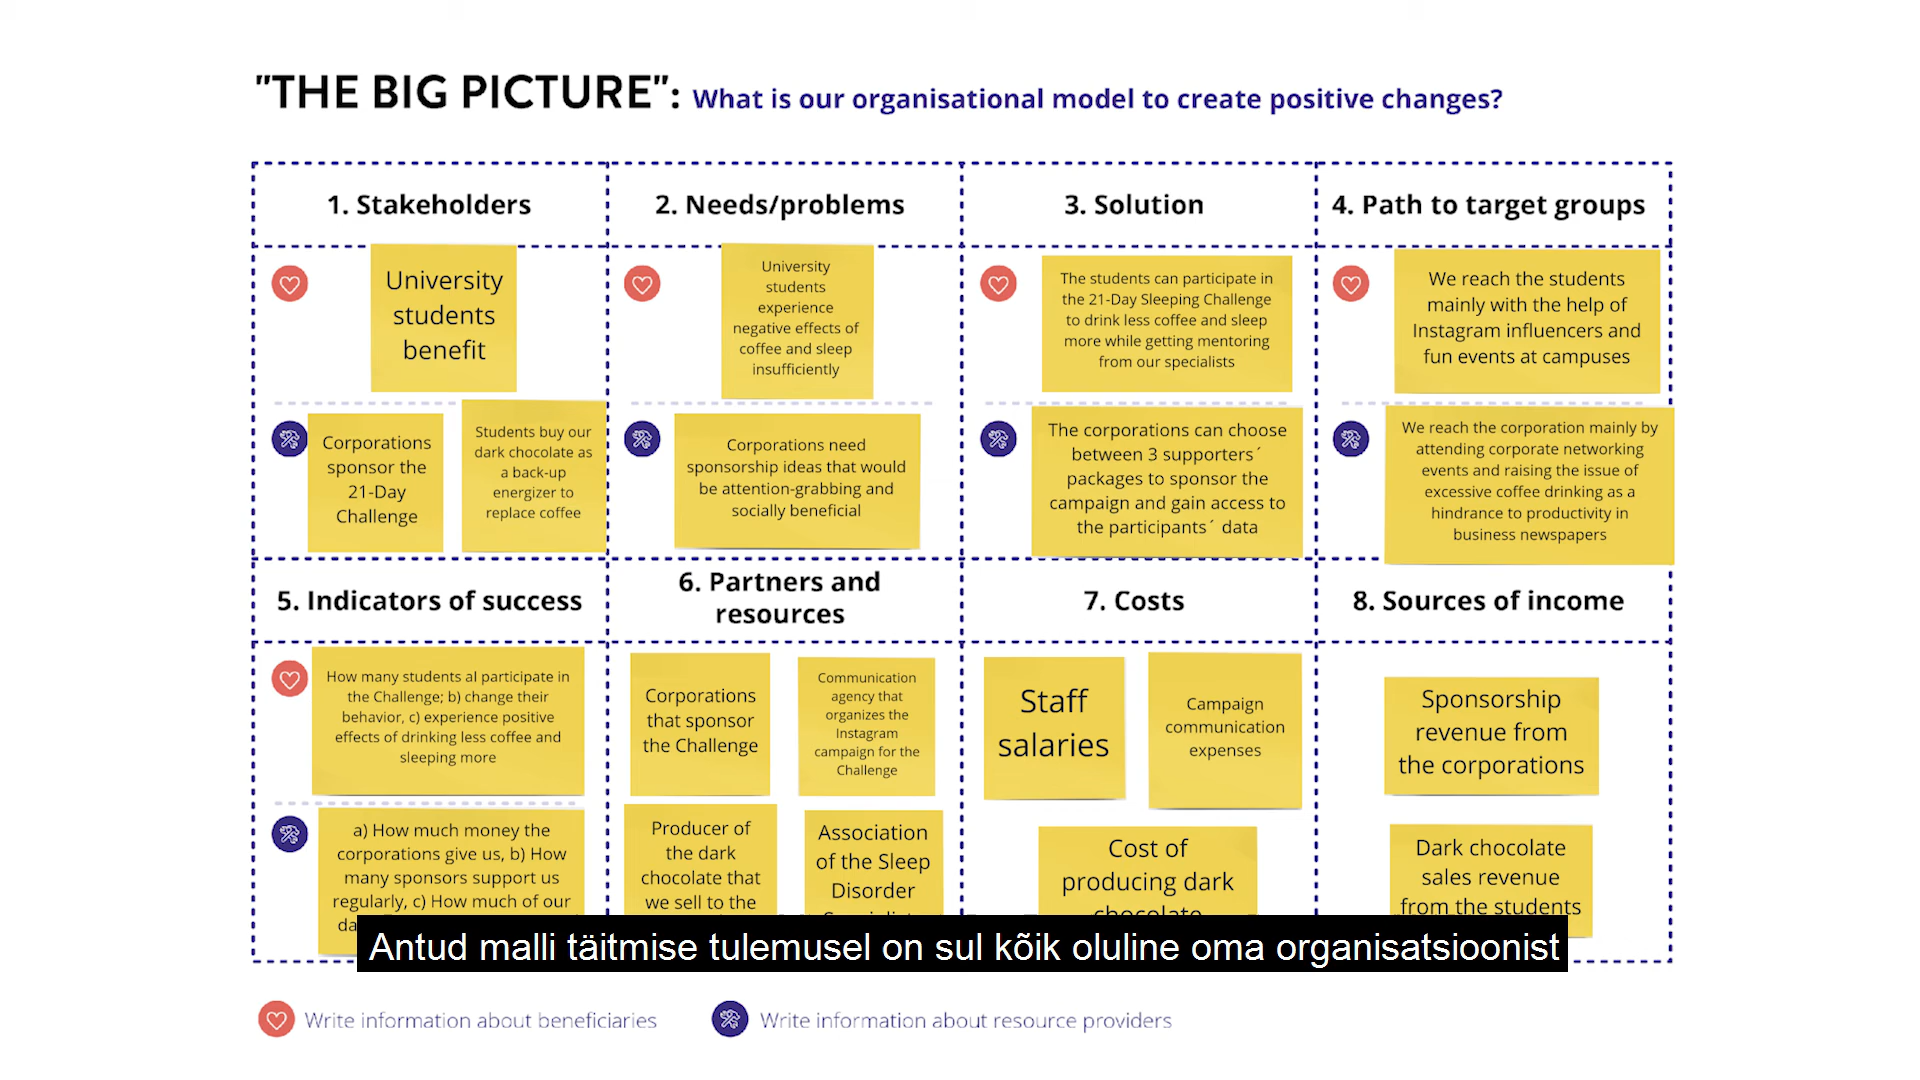 "THE BIG PICTURE": What is our organisational model to create positive changes?
1. Stakeholders
2. Needs/problems
3. Solution
4. Path to target groups
University
students
benefit
University
students
experience
negative effects of
coffee and sleep
insufficiently
The students can participate in
the 21-Day Sleeping Challenge
to drink less coffee and sleep
more while getting mentoring
from our specialists
We reach the students
mainly with the help of
Instagram influencers and
fun events at campuses
Corporations
sponsor the
21-Day
Challenge
Students buy our
dark chocolate as
a back-up
energizer to
replace coffee
Corporations need
sponsorship ideas that would
be attention-grabbing and
socially beneficial
The corporations can choose
between 3 supporters´
packages to sponsor the
campaign and gain access to
the participants´ data
We reach the corporation mainly by
attending corporate networking
events and raising the issue of
excessive coffee drinking as a
hindrance to productivity in
business newspapers
5. Indicators of success
6. Partners and
resources
7. Costs
8. Sources of income
How many students al participate in
the Challenge; b) change their
behavior, c) experience positive
effects of drinking less coffee and
sleeping more
Corporations
that sponsor
the Challenge
Communication
agency that
organizes the
Instagram
campaign for the
Challenge
Staff
salaries
Campaign
communication
expenses
Sponsorship
revenue from
the corporations
a) How much money the
corporations give us, b) How
many sponsors support us
regularly, c) How much of our
Producer of
the dark
chocolate that
we sell to the
Association
of the Sleep
Disorder
Cost of
producing dark
chocolate
Dark chocolate
sales revenue
from the students
Antud malli täitmise tulemusel on sul kõik oluline oma organisatsioonist
Write information about beneficiaries
Write information about resource providers